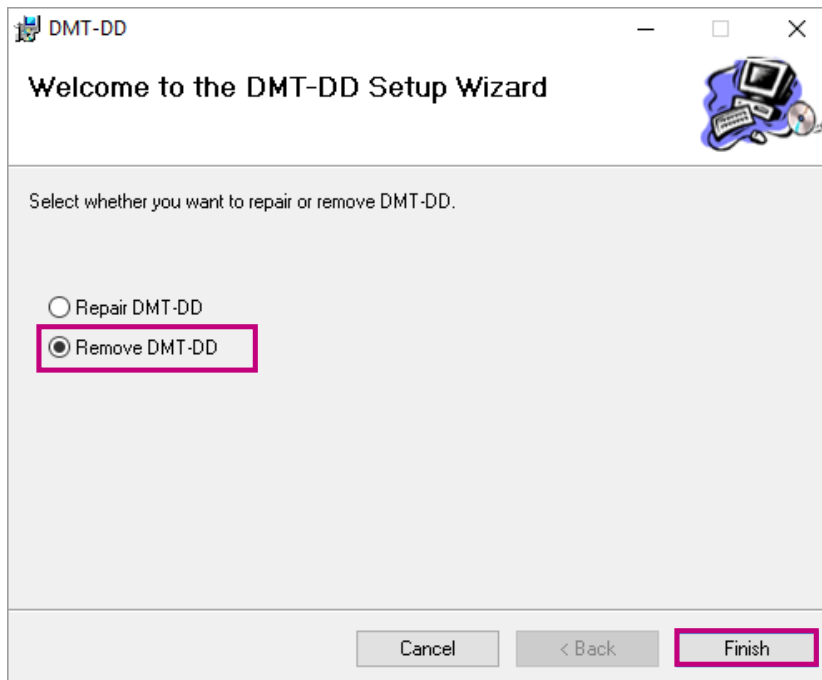 DMT-DD
Welcome to the DMT-DD Setup Wizard
Select whether you want to repair or remove DMT-DD.
Repair DMT-DD
Remove DMT-DD
Cancel
< Back
Finish